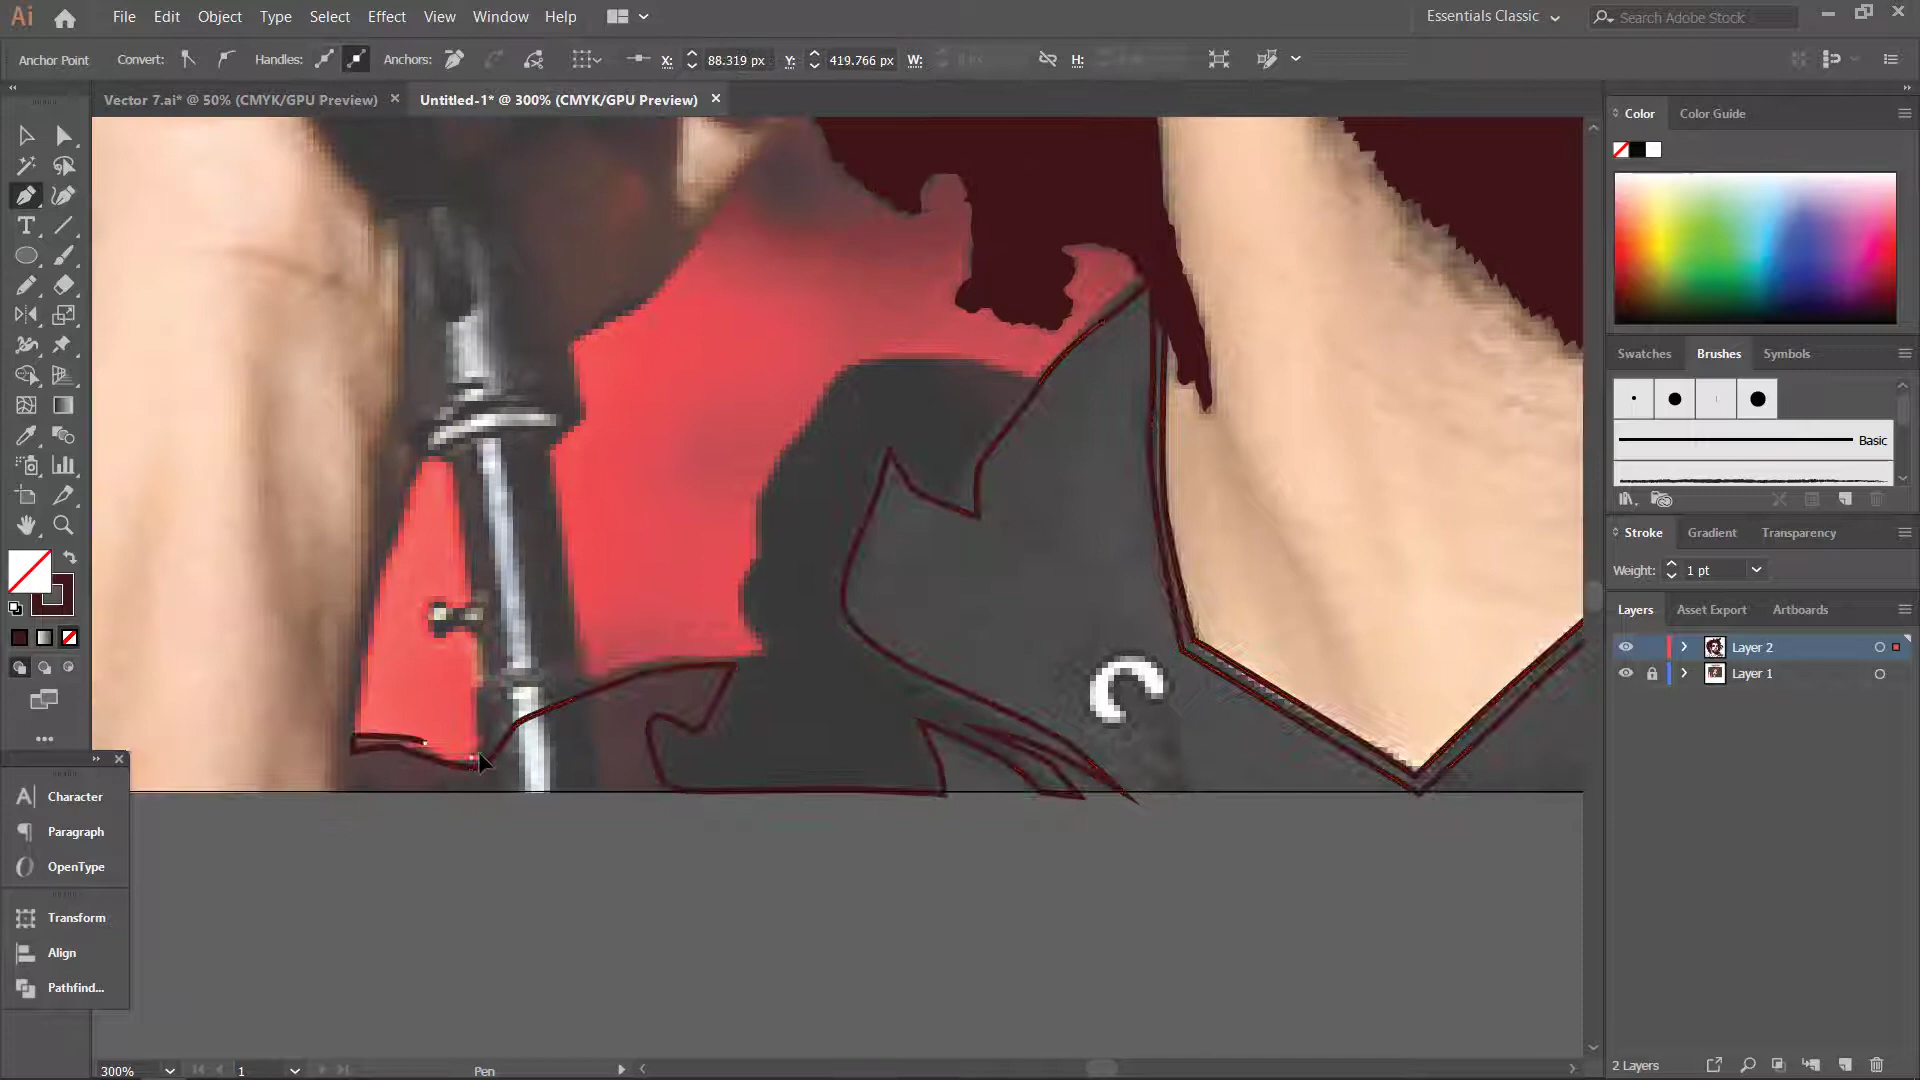 Ai File Edit Object Type Select Effect View Window Help Essentials Classic Search Adobe Stock
Anchor Point Convert: Handles: Anchors: X: 88.319 px Y: 419.766 px W: H:
Vector 7.ai* @ 50% (CMYK/GPU Preview) Untitled-1* @ 300% (CMYK/GPU Preview)
Color Color Guide
Swatches Brushes Symbols
Basic
Stroke Gradient Transparency
Weight: 1 pt
Layers Asset Export Artboards
Layer 2
Layer 1
Character
Paragraph
OpenType
Transform
Align
Pathfind...
300% 1 Pen
2 Layers